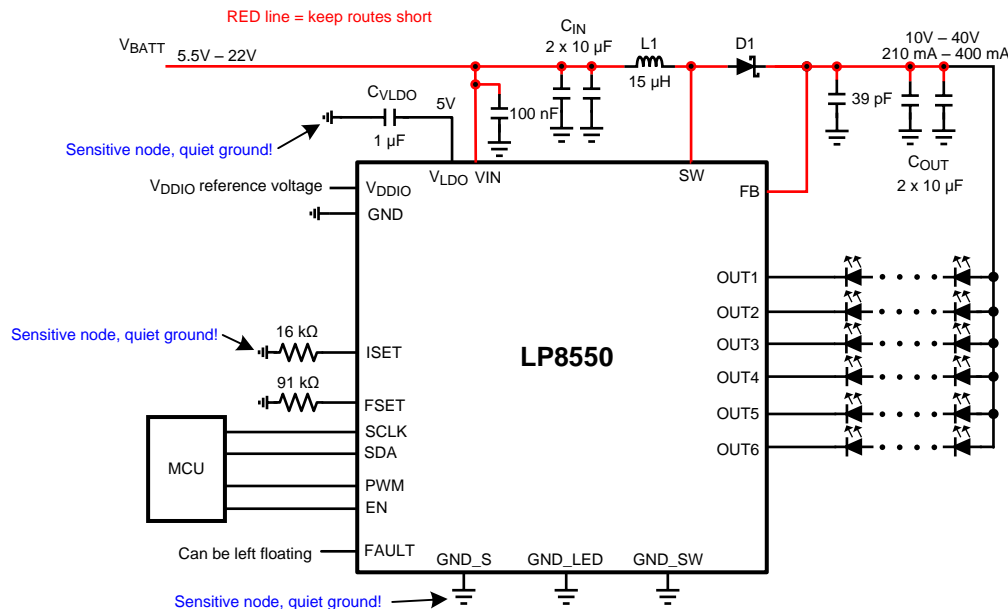 RED line = keep routes short
VBATT
5.5V – 22V
CIN
2 x 10 µF
L1
15 µH
D1
10V – 40V
210 mA – 400 mA
CVLDO
1 µF
5V
100 nF
39 pF
COUT
2 x 10 µF
Sensitive node, quiet ground!
VDDIO reference voltage
VDDIO
GND
VLDO
VIN
SW
FB
OUT1
OUT2
OUT3
OUT4
OUT5
OUT6
Sensitive node, quiet ground!
16 kΩ
ISET
LP8550
91 kΩ
FSET
SCLK
SDA
MCU
PWM
EN
Can be left floating
FAULT
GND_S
GND_LED
GND_SW
Sensitive node, quiet ground!